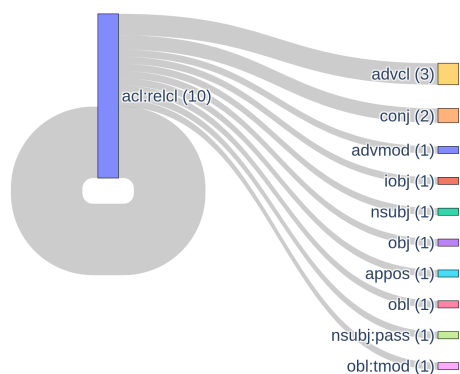 advcl (3)
acl:relcl (10)
conj (2)
advmod (1)
iobj (1)
nsubj (1)
obj (1)
appos (1)
obl (1)
nsubj:pass (1)
obl:tmod (1)